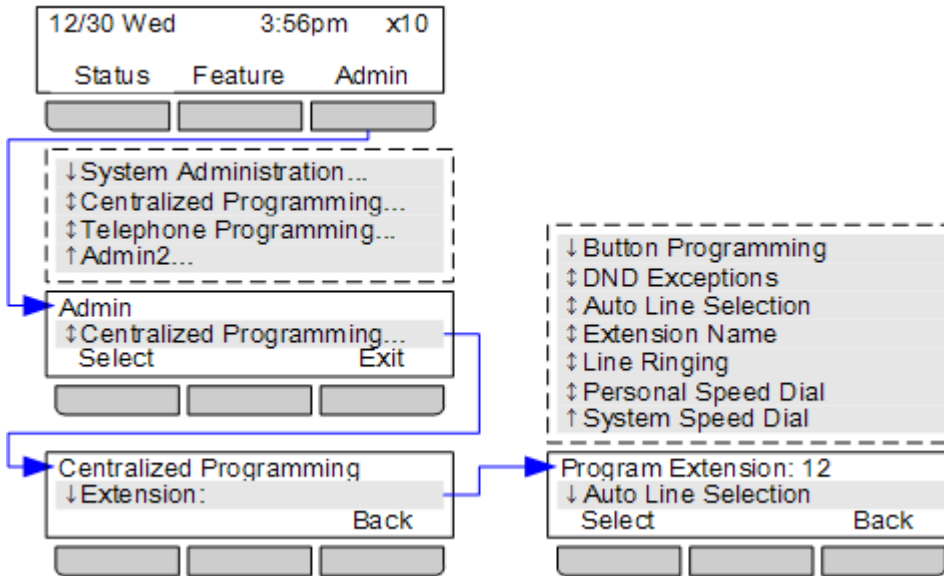 12/30 Wed 3:56pm x10
Status Feature Admin
↓System Administration...
↕Centralized Programming...
↕Telephone Programming...
↑Admin2...
Admin
↕Centralized Programming...
Select Exit
Centralized Programming
↓Extension:
Back
↓Button Programming
↕DND Exceptions
↕Auto Line Selection
↕Extension Name
↕Line Ringing
↕Personal Speed Dial
↑System Speed Dial
Program Extension: 12
↓Auto Line Selection
Select Back